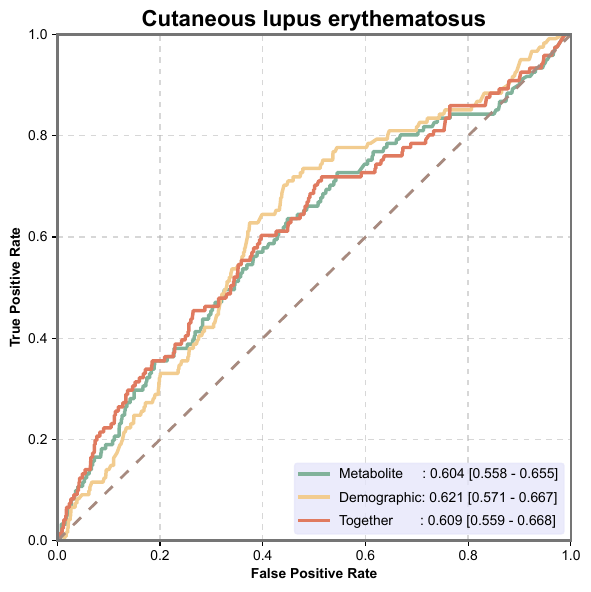 Cutaneous lupus erythematosus
1.0
0.8
0.6
0.4
0.2
0.0
True Positive Rate
Metabolite : 0.604 [0.558 - 0.655]
Demographic: 0.621 [0.571 - 0.667]
Together : 0.609 [0.559 - 0.668]
0.0 0.2 0.4 0.6 0.8 1.0
False Positive Rate